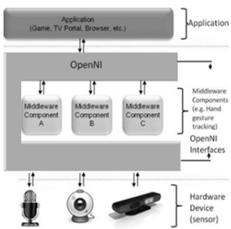 Application
(Game, TV Portal, Browser, etc.)
Application
OpenNI
Middleware
Component
A
Middleware
Component
B
Middleware
Component
C
Middleware
Components
(e.g. Hand
gesture
tracking)
OpenNI
Interfaces
Hardware
Device
(sensor)